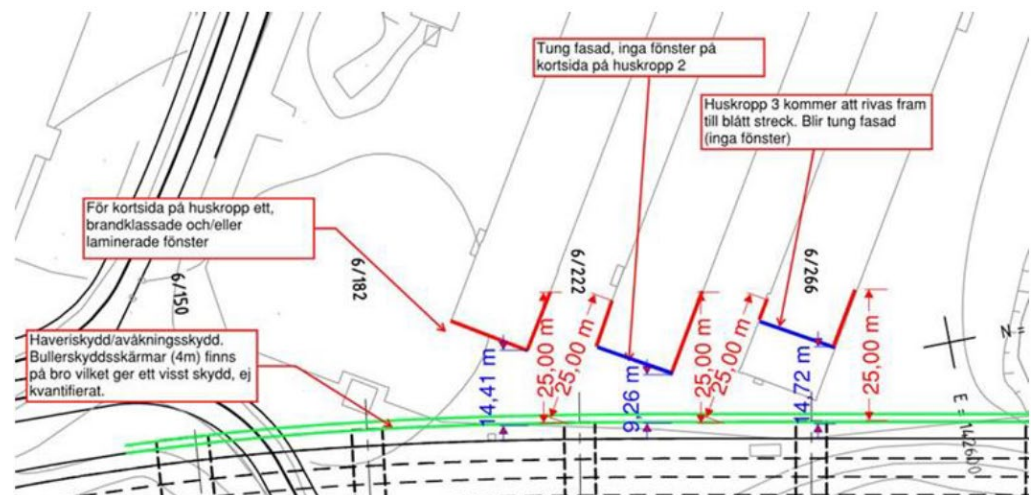 Tung fasad, inga fönster på
kortsida på huskropp 2
Huskropp 3 kommer att rivas fram
till blått streck. Blir tung fasad
(inga fönster)
För kortsida på huskropp ett,
brandklassade och/eller
laminerade fönster
6/150
6/182
6/222
6/266
Haveriskydd/avåkningsskydd.
Bullerskyddsskärmar (4m) finns
på bro vilket ger ett visst skydd, ej
kvantifierat.
14,41 m
25,00 m
25,00 m
9,26 m
25,00 m
25,00 m
14,72 m
25,00 m
N=
E = 142600